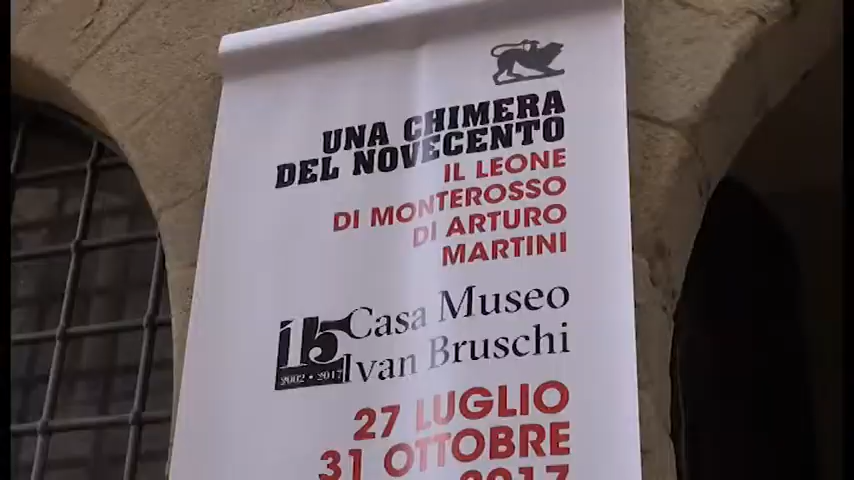 UNA CHIMERA
DEL NOVECENTO
IL LEONE
DI MONTEROSSO
DI ARTURO
MARTINI
15
2002 • 2017
Casa Museo
Ivan Bruschi
27 LUGLIO
31 OTTOBRE
2017